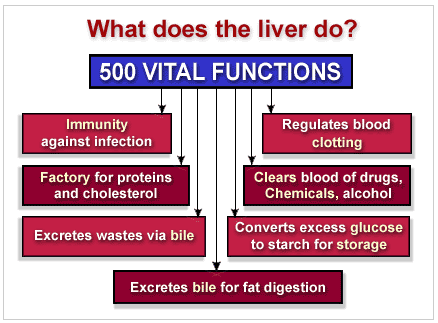 What does the liver do?
500 VITAL FUNCTIONS
Immunity
against infection
Regulates blood
clotting
Factory for proteins
and cholesterol
Clears blood of drugs,
Chemicals, alcohol
Excretes wastes via bile
Converts excess glucose
to starch for storage
Excretes bile for fat digestion